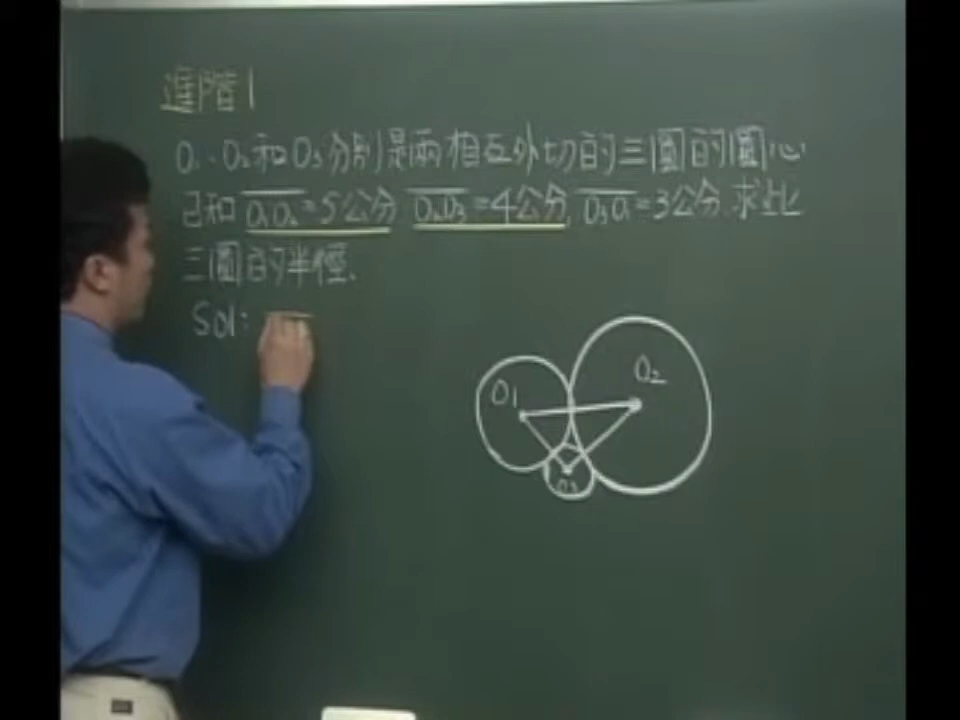 進階1
O₁、O₂和O₃分別是兩兩相互外切的三圓的圓心
已知O₁O₂=5公分 O₂O₃=4公分 O₃O₁=3公分.求此
三圓的半徑.
Sol:
O1
O2
O3